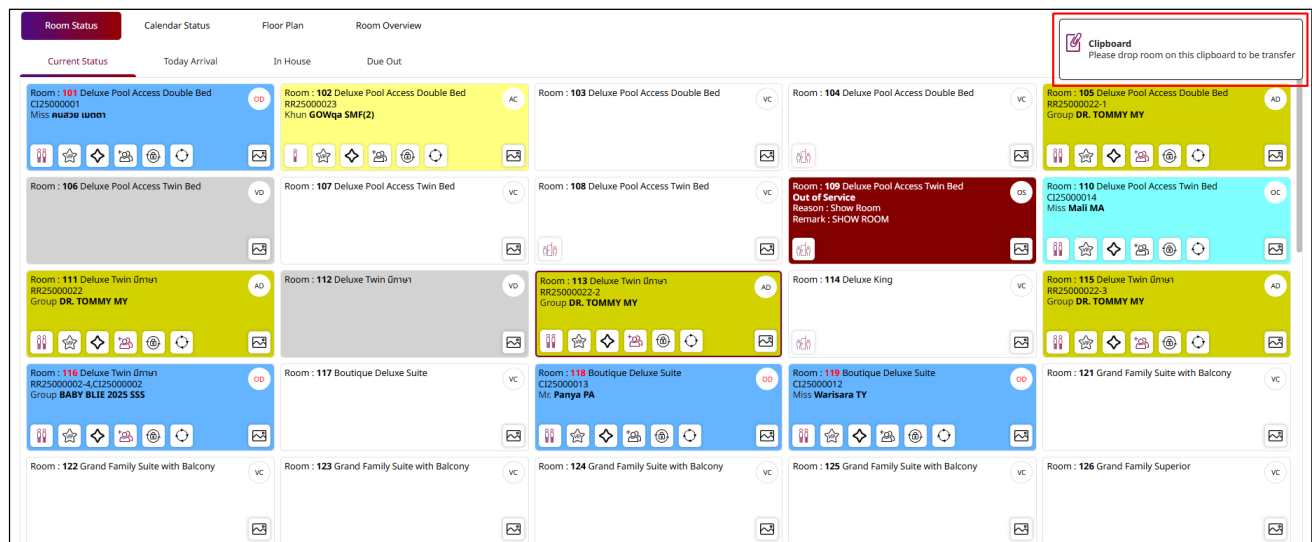 Room Status Calendar Status Floor Plan Room Overview
Clipboard
Please drop room on this clipboard to be transfer
Current Status Today Arrival In House Due Out
Room : 101 Deluxe Pool Access Double Bed
CI25000001
Miss คนสวย เมตตา
OD
Room : 102 Deluxe Pool Access Double Bed
RR25000023
Khun GOWqa SMF(2)
AC
Room : 103 Deluxe Pool Access Double Bed
VC
Room : 104 Deluxe Pool Access Double Bed
VC
Room : 105 Deluxe Pool Access Double Bed
RR25000022-1
Group DR. TOMMY MY
AD
Room : 106 Deluxe Pool Access Twin Bed
VD
Room : 107 Deluxe Pool Access Twin Bed
VC
Room : 108 Deluxe Pool Access Twin Bed
VC
Room : 109 Deluxe Pool Access Twin Bed
Out of Service
Reason : Show Room
Remark : SHOW ROOM
OS
Room : 110 Deluxe Pool Access Twin Bed
CI25000014
Miss Mali MA
OC
Room : 111 Deluxe Twin มีภาษา
RR25000022
Group DR. TOMMY MY
AD
Room : 112 Deluxe Twin มีภาษา
VD
Room : 113 Deluxe Twin มีภาษา
RR25000022-2
Group DR. TOMMY MY
AD
Room : 114 Deluxe King
VC
Room : 115 Deluxe Twin มีภาษา
RR25000022-3
Group DR. TOMMY MY
AD
Room : 116 Deluxe Twin มีภาษา
RR25000002-4,CI25000002
Group BABY BLIE 2025 SSS
OD
Room : 117 Boutique Deluxe Suite
VC
Room : 118 Boutique Deluxe Suite
CI25000013
Mr. Panya PA
OD
Room : 119 Boutique Deluxe Suite
CI25000012
Miss Warisara TY
OD
Room : 121 Grand Family Suite with Balcony
VC
Room : 122 Grand Family Suite with Balcony
VC
Room : 123 Grand Family Suite with Balcony
VC
Room : 124 Grand Family Suite with Balcony
VC
Room : 125 Grand Family Suite with Balcony
VC
Room : 126 Grand Family Superior
VC